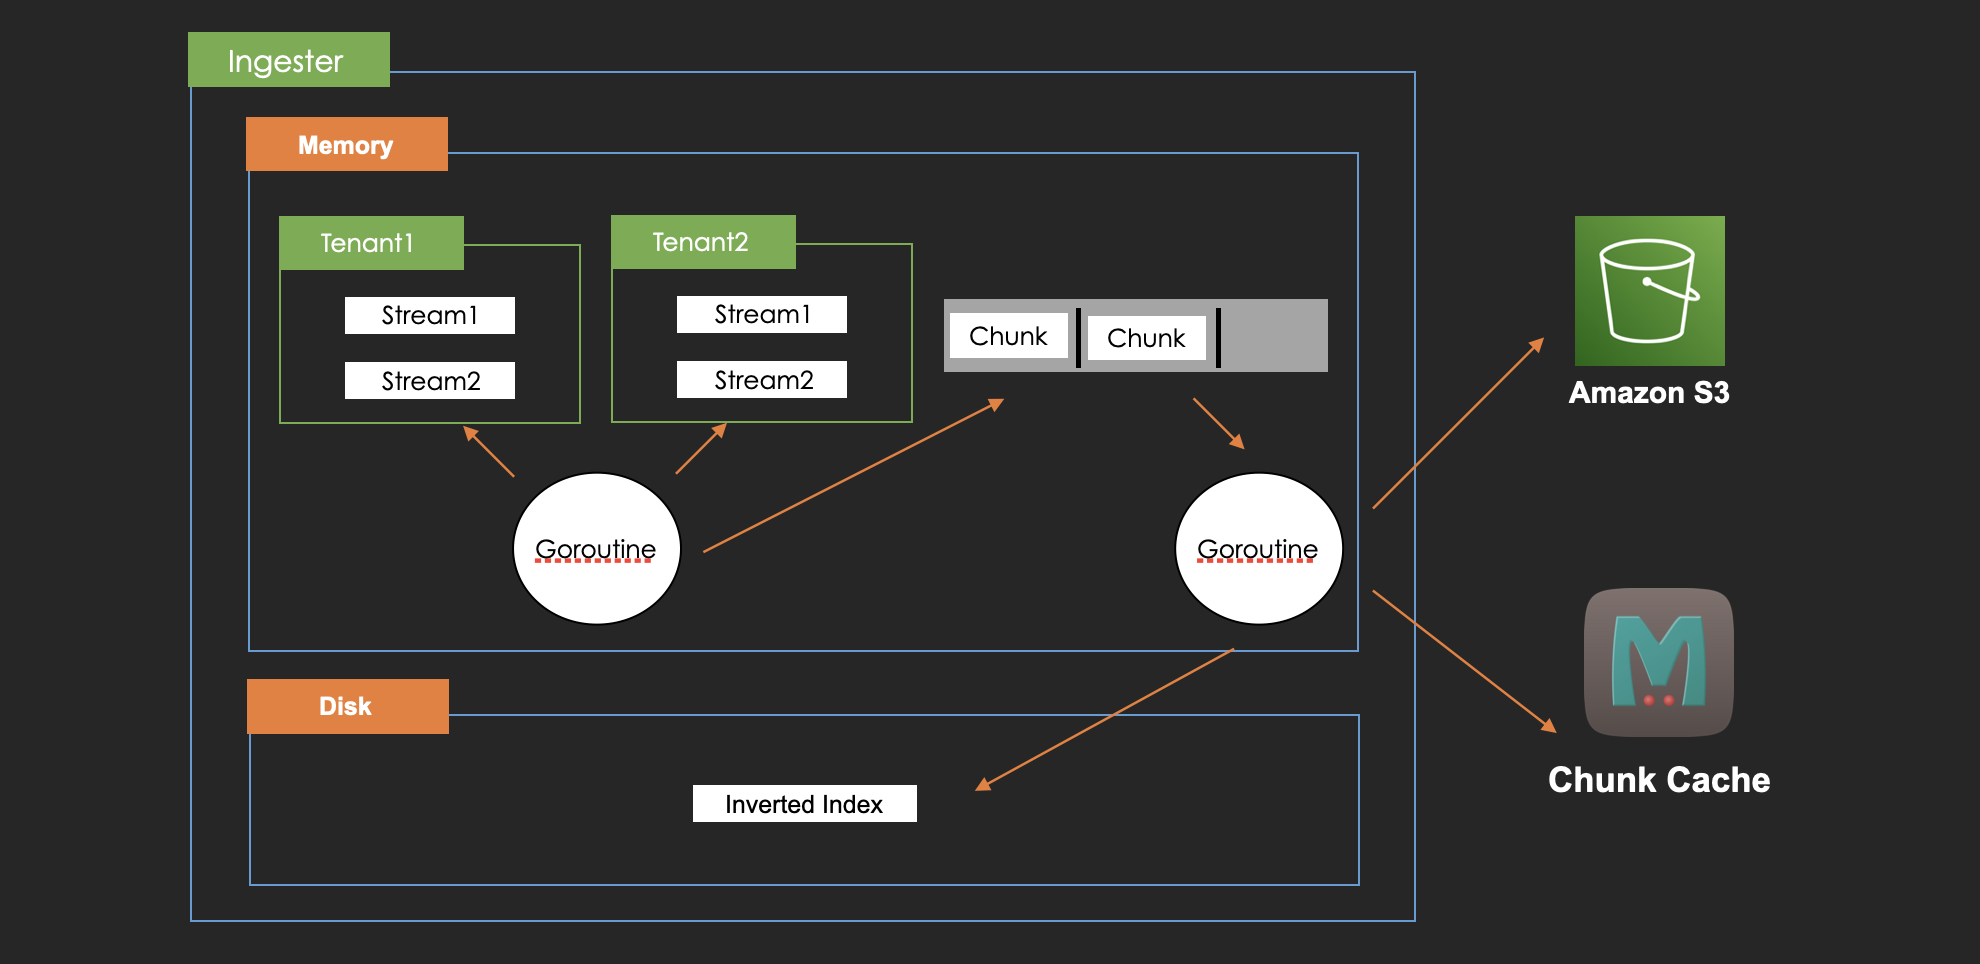 Ingester
Memory
Tenant1
Tenant2
Stream1
Stream2
Stream1
Stream2
Chunk
Chunk
Goroutine
Goroutine
Amazon S3
Chunk Cache
Disk
Inverted Index